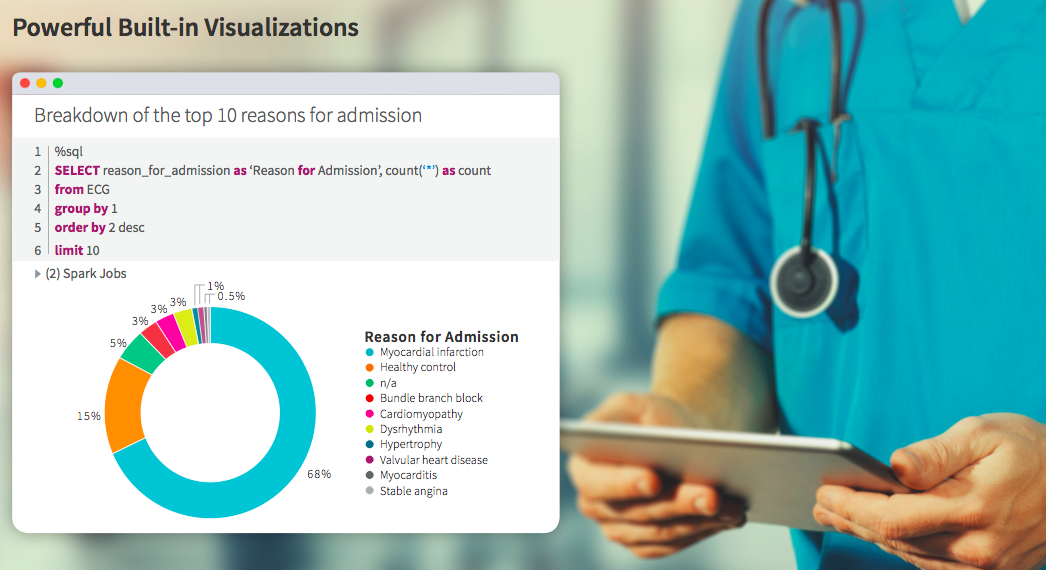 Powerful Built-in Visualizations
Breakdown of the top 10 reasons for admission
1 %sql
2 SELECT reason_for_admission as ‘Reason for Admission’, count(‘*’) as count
3 from ECG
4 group by 1
5 order by 2 desc
6 limit 10
(2) Spark Jobs
1%
0.5%
3%
3%
3%
5%
15%
68%
Reason for Admission
Myocardial infarction
Healthy control
n/a
Bundle branch block
Cardiomyopathy
Dysrhythmia
Hypertrophy
Valvular heart disease
Myocarditis
Stable angina